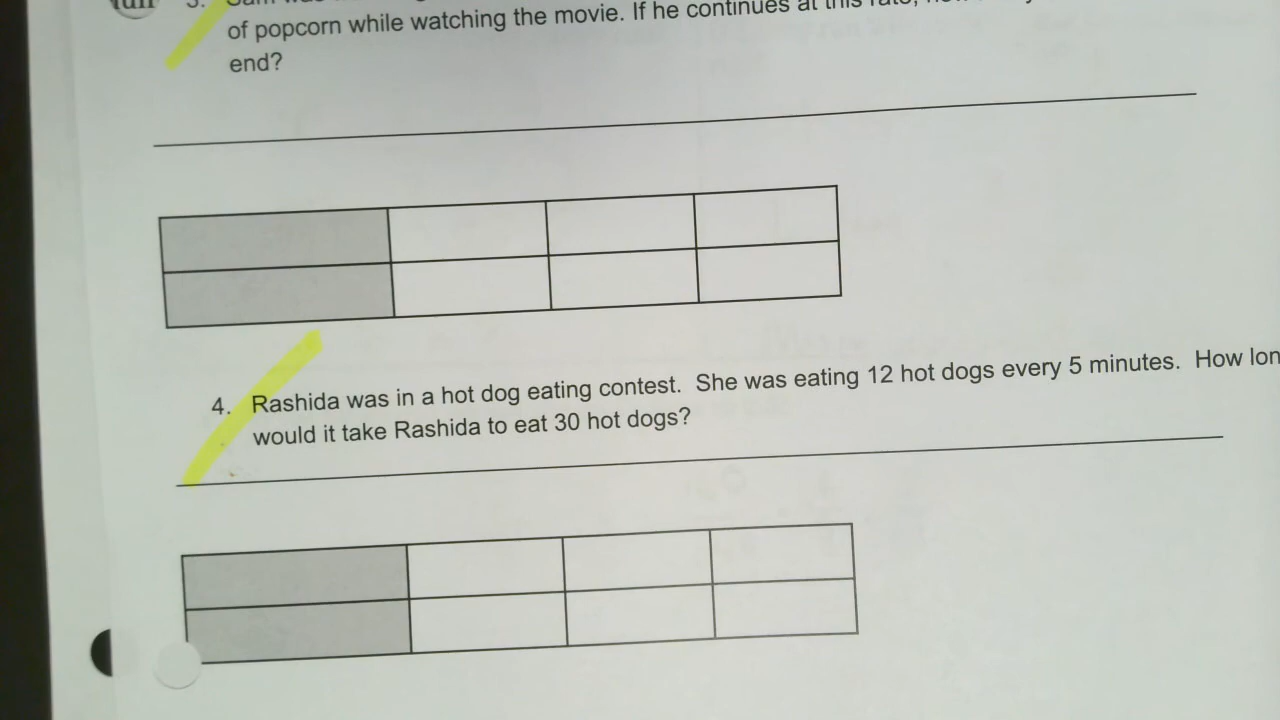 of popcorn while watching the movie. If he continues at this
end?
4. Rashida was in a hot dog eating contest. She was eating 12 hot dogs every 5 minutes. How lon
would it take Rashida to eat 30 hot dogs?